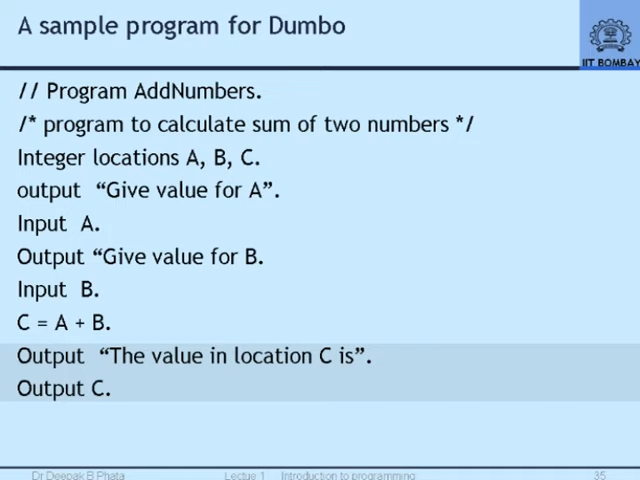 A sample program for Dumbo
IIT BOMBAY
// Program AddNumbers.
/* program to calculate sum of two numbers */
Integer locations A, B, C.
output “Give value for A”.
Input A.
Output “Give value for B.
Input B.
C = A + B.
Output “The value in location C is”.
Output C.
Dr Deepak B Phata Lectue 1 Introduction to programming 35